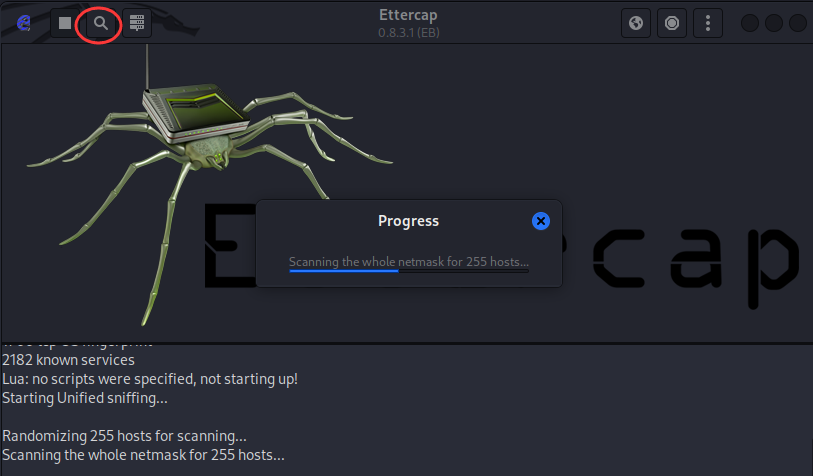 Ettercap
0.8.3.1 (EB)
Progress
Scanning the whole netmask for 255 hosts...
E cap
2182 known services
Lua: no scripts were specified, not starting up!
Starting Unified sniffing...
Randomizing 255 hosts for scanning...
Scanning the whole netmask for 255 hosts...